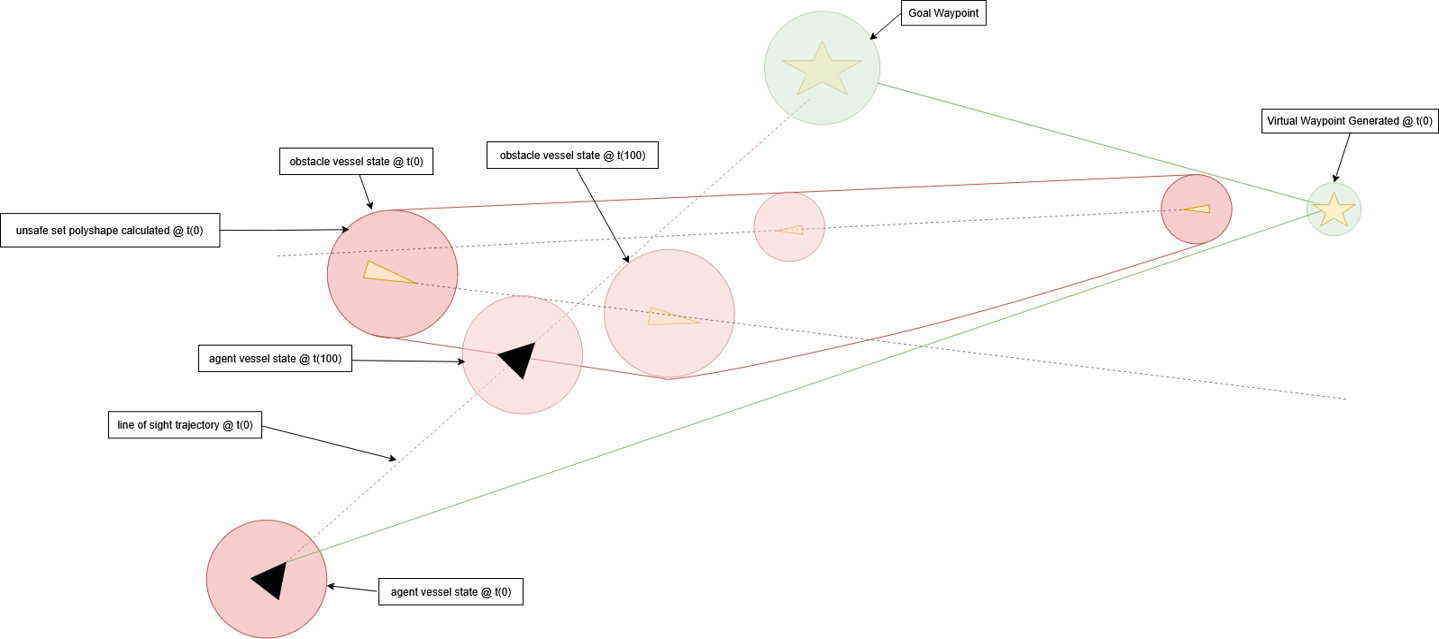 Goal Waypoint
Virtual Waypoint Generated @ t(0)
obstacle vessel state @ t(0)
obstacle vessel state @ t(100)
unsafe set polyshape calculated @ t(0)
agent vessel state @ t(100)
line of sight trajectory @ t(0)
agent vessel state @ t(0)